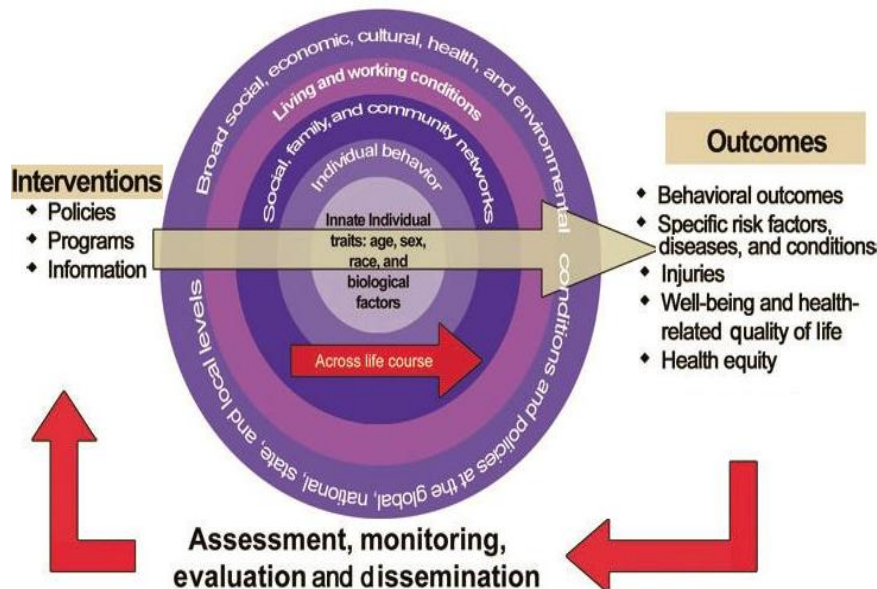 Interventions
◆ Policies
◆ Programs
◆ Information
Broad social, economic, cultural, health, and environmental conditions and policies at the global, national, state, and local levels
Living and working conditions
Social, family, and community networks
Individual behavior
Innate Individual
traits: age, sex,
race, and
biological
factors
Across life course
Outcomes
◆ Behavioral outcomes
◆ Specific risk factors,
diseases, and conditions
◆ Injuries
◆ Well-being and health-
related quality of life
◆ Health equity
Assessment, monitoring,
evaluation and dissemination